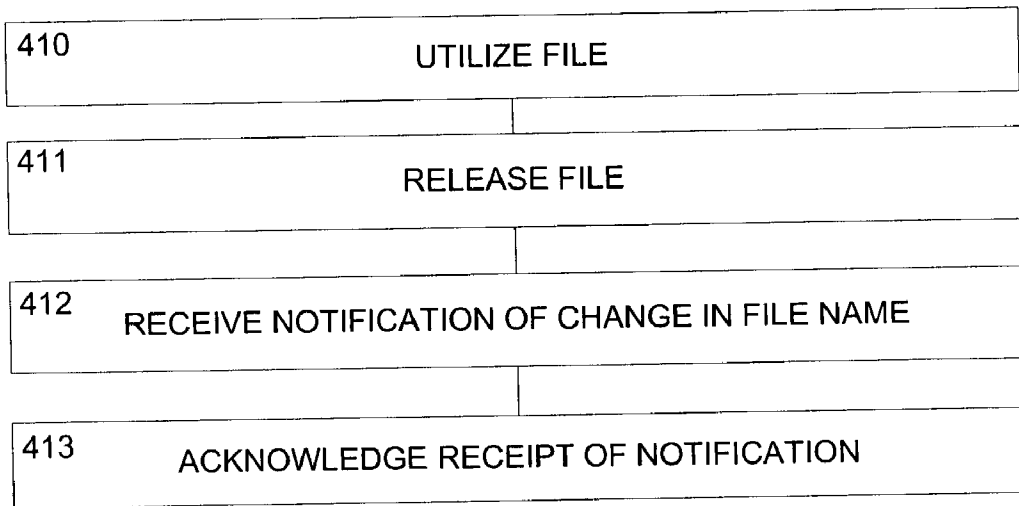 410
UTILIZE FILE
411
RELEASE FILE
412
RECEIVE NOTIFICATION OF CHANGE IN FILE NAME
413
ACKNOWLEDGE RECEIPT OF NOTIFICATION